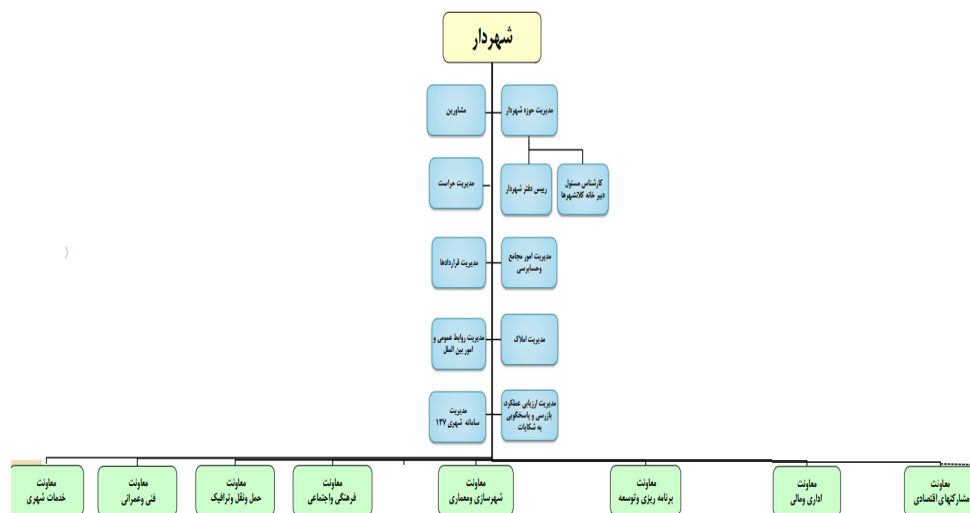 شهردار
مدیریت حوزه شهردار
مشاورین
کارشناس مسئول
دبیر خانه کلانشهرها
رییس دفتر شهردار
مدیریت حراست
مدیریت امور مجامع
وحسابرسی
مدیریت قراردادها
مدیریت املاک
مدیریت روابط عمومی و
امور بین الملل
مدیریت ارزیابی عملکرد،
بازرسی و پاسخگویی
به شکایات
مدیریت
سامانه شهری ۱۳۷
معاونت
مشارکتهای اقتصادی
معاونت
اداری ومالی
معاونت
برنامه ریزی وتوسعه
معاونت
شهرسازی ومعماری
معاونت
فرهنگی واجتماعی
معاونت
حمل ونقل وترافیک
معاونت
فنی وعمرانی
معاونت
خدمات شهری